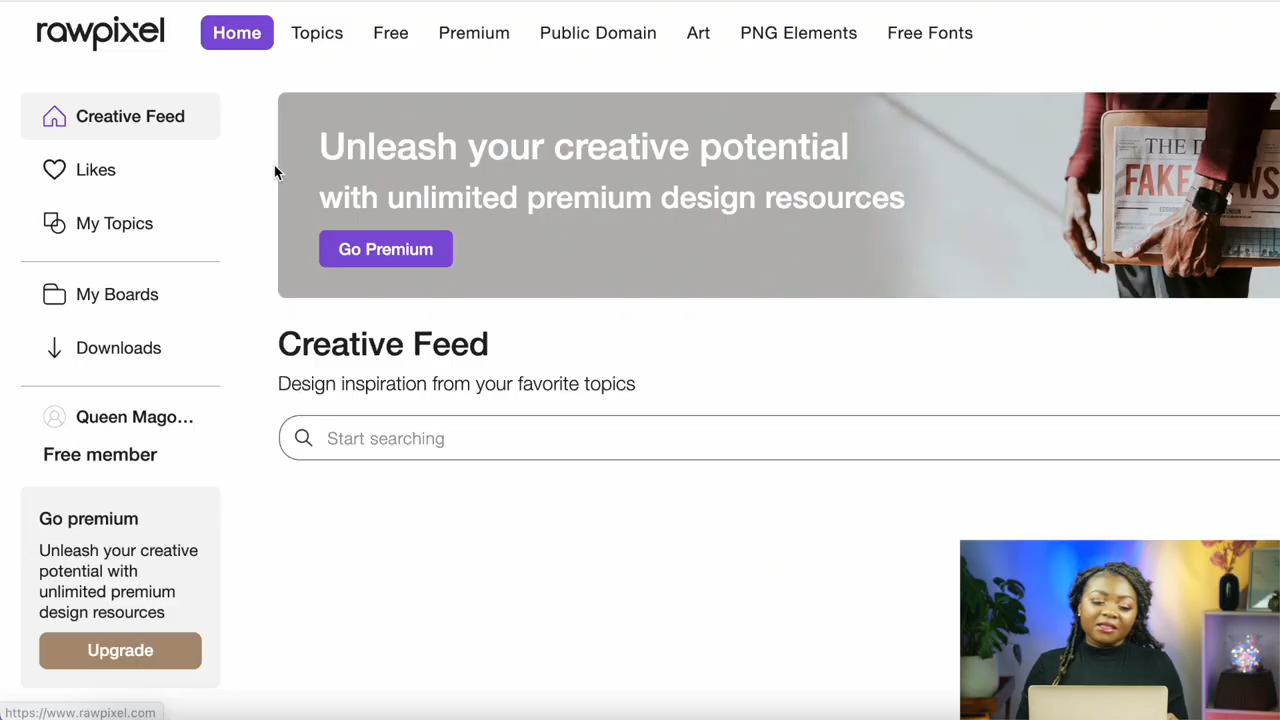 rawpixel
Home Topics Free Premium Public Domain Art PNG Elements Free Fonts
Creative Feed
Likes
My Topics
My Boards
Downloads
Queen Mago...
Free member
Go premium
Unleash your creative
potential with
unlimited premium
design resources
Upgrade
Unleash your creative potential
with unlimited premium design resources
Go Premium
THE D
FAKE NEWS
Creative Feed
Design inspiration from your favorite topics
Start searching
https://www.rawpixel.com